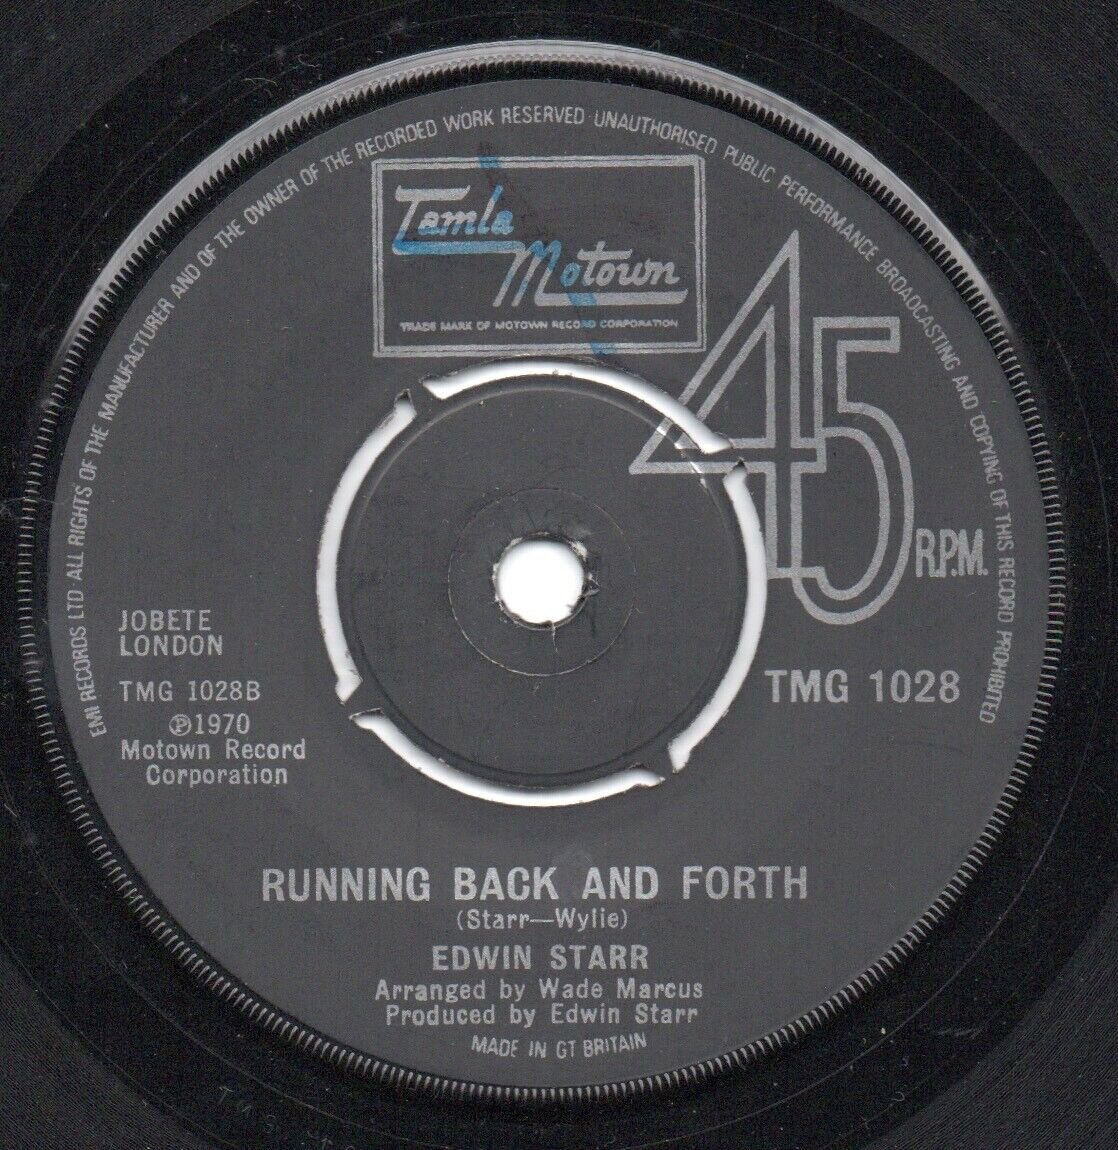 EMI RECORDS LTD ALL RIGHTS OF THE MANUFACTURER AND OF THE OWNER OF THE RECORDED WORK RESERVED · UNAUTHORISED PUBLIC PERFORMANCE BROADCASTING AND COPYING OF THIS RECORD PROHIBITED
Tamla
Motown
TRADE MARK OF MOTOWN RECORD CORPORATION
45
R.P.M.
JOBETE
LONDON
TMG 1028B
℗1970
Motown Record
Corporation
TMG 1028
RUNNING BACK AND FORTH
(Starr—Wylie)
EDWIN STARR
Arranged by Wade Marcus
Produced by Edwin Starr
MADE IN GT BRITAIN